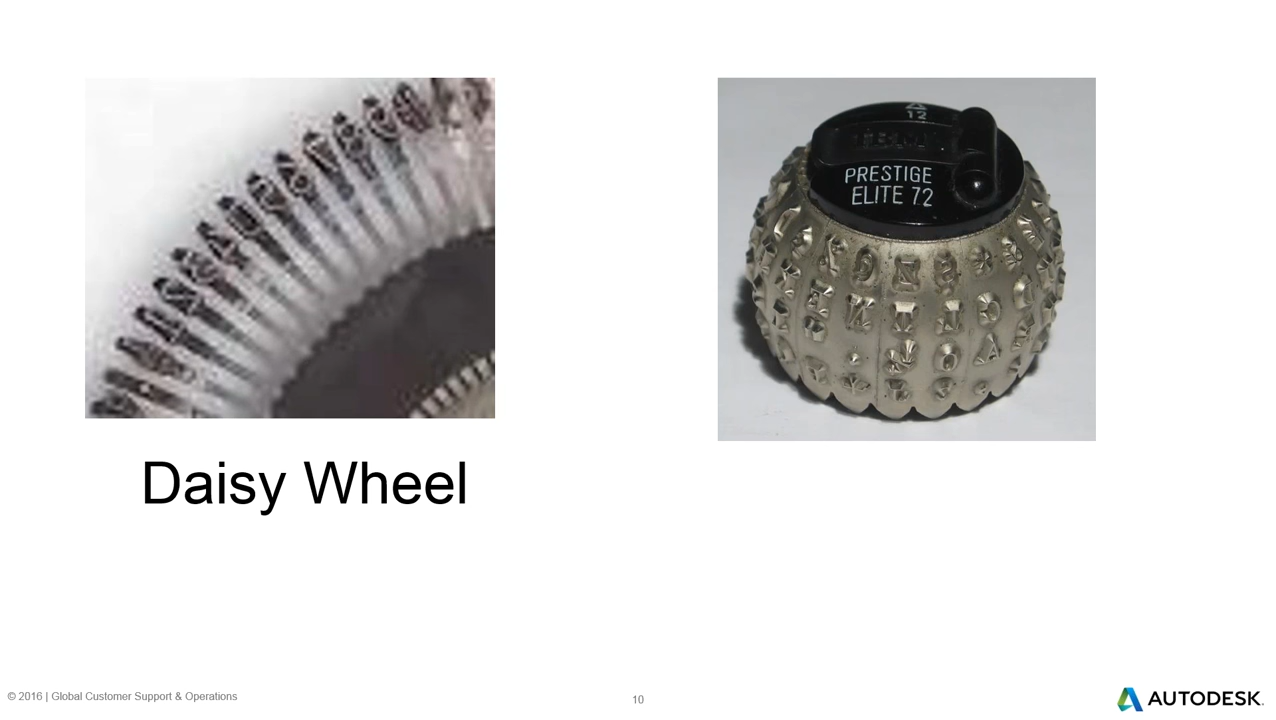 12
PRESTIGE
ELITE 72
Daisy Wheel
© 2016 | Global Customer Support & Operations
10
AUTODESK.